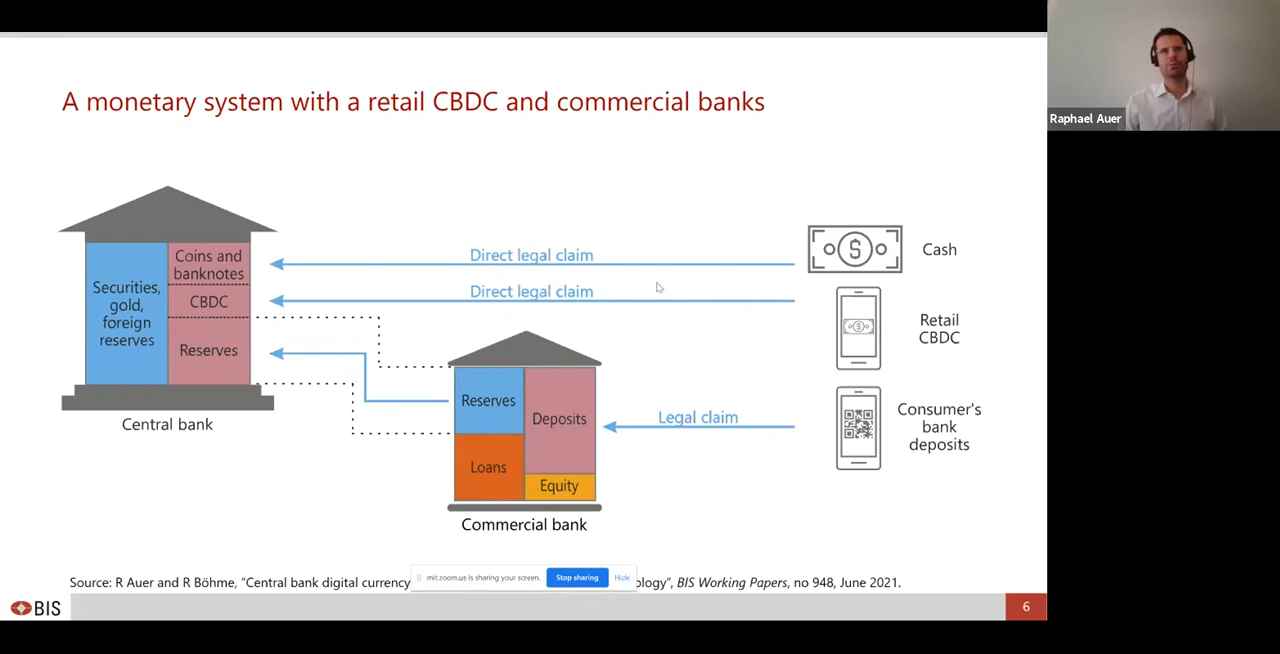 A monetary system with a retail CBDC and commercial banks
Raphael Auer
Direct legal claim
Direct legal claim
Coins and
banknotes
CBDC
Reserves
Securities,
gold,
foreign
reserves
Central bank
$
Cash
$
Retail
CBDC
Reserves
Deposits
Loans
Equity
Commercial bank
Legal claim
Consumer's
bank
deposits
mit.zoom.us is sharing your screen. Stop sharing Hide
Source: R Auer and R Böhme, "Central bank digital currency ology", BIS Working Papers, no 948, June 2021.
BIS
6